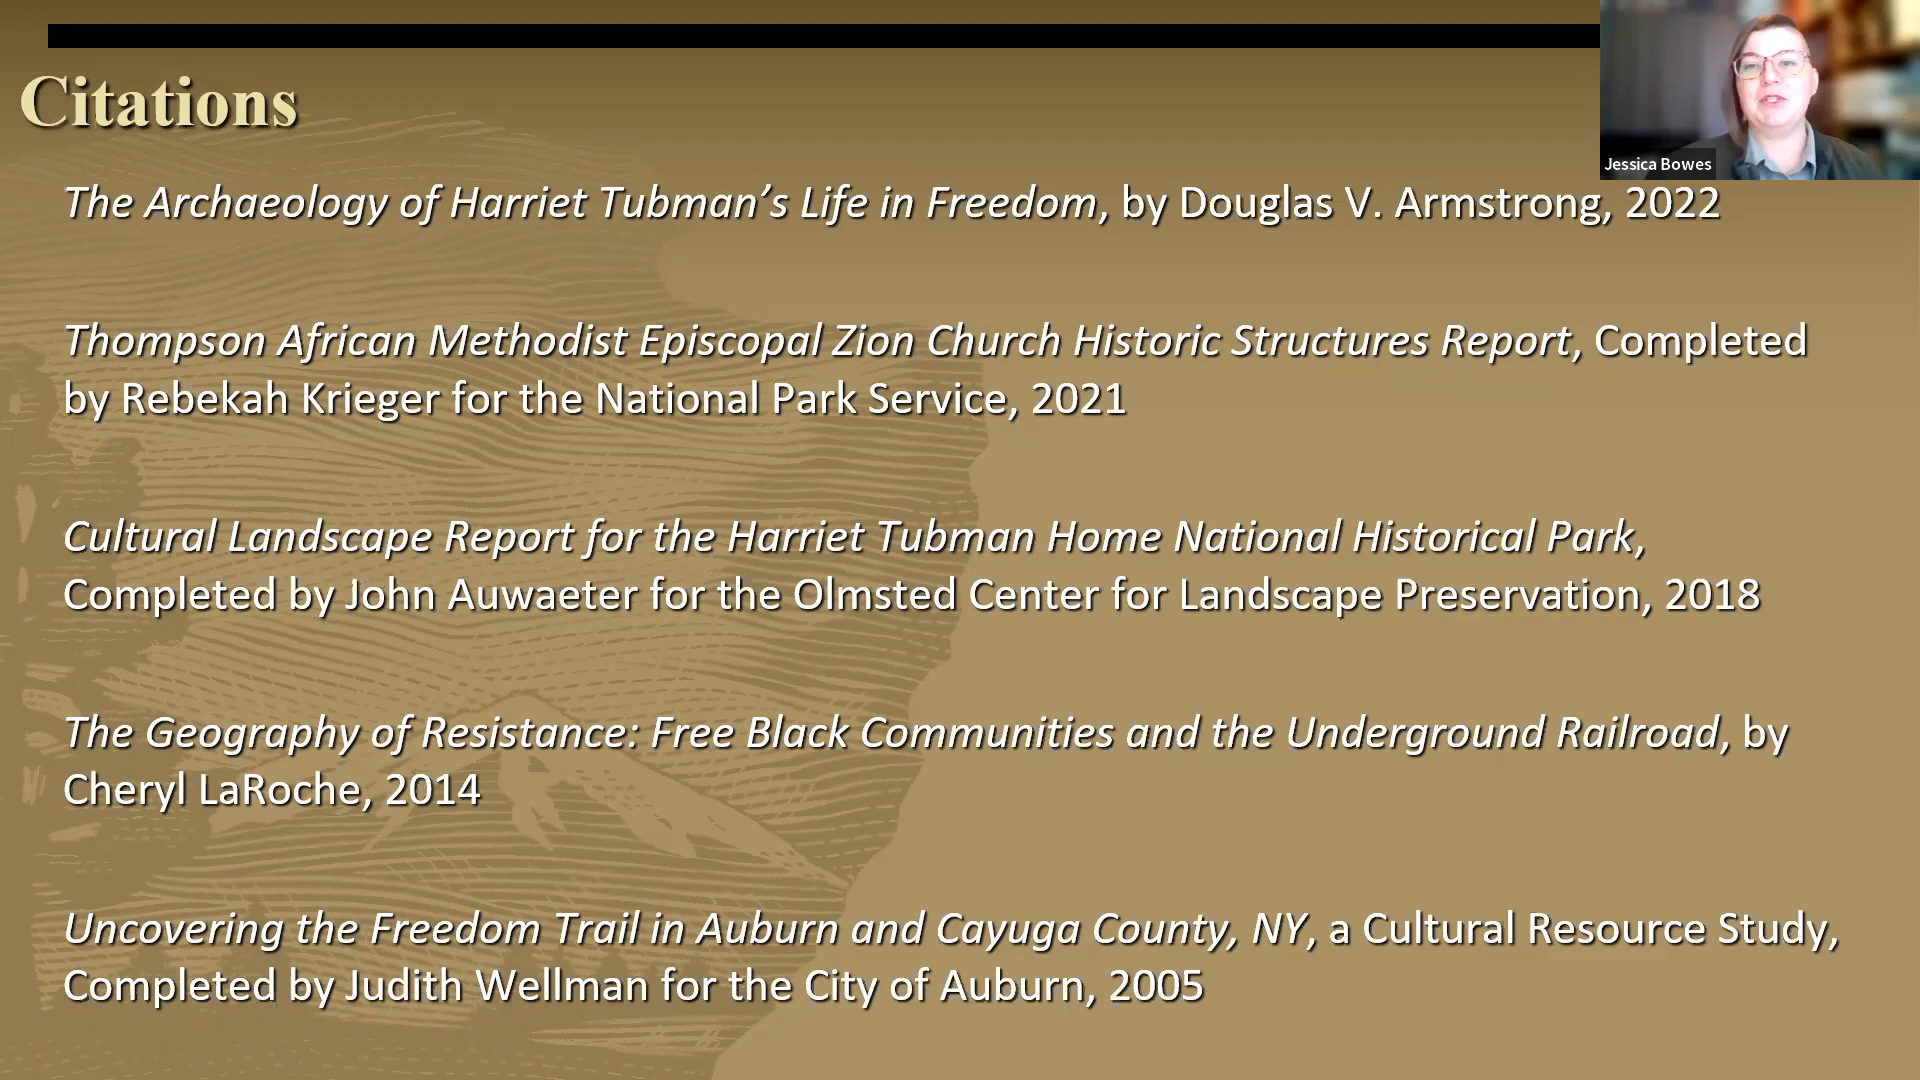 Citations
Jessica Bowes
The Archaeology of Harriet Tubman’s Life in Freedom, by Douglas V. Armstrong, 2022
Thompson African Methodist Episcopal Zion Church Historic Structures Report, Completed
by Rebekah Krieger for the National Park Service, 2021
Cultural Landscape Report for the Harriet Tubman Home National Historical Park,
Completed by John Auwaeter for the Olmsted Center for Landscape Preservation, 2018
The Geography of Resistance: Free Black Communities and the Underground Railroad, by
Cheryl LaRoche, 2014
Uncovering the Freedom Trail in Auburn and Cayuga County, NY, a Cultural Resource Study,
Completed by Judith Wellman for the City of Auburn, 2005